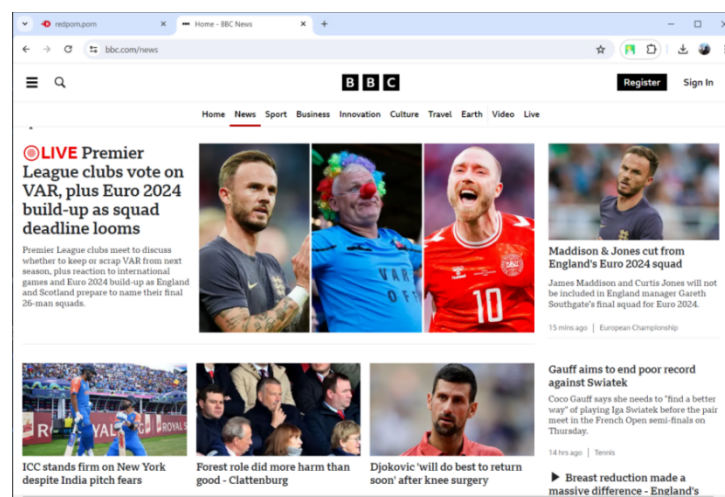 redporn.porn
Home - BBC News
bbc.com/news
BBC
Register
Sign In
Home News Sport Business Innovation Culture Travel Earth Video Live
LIVE Premier
League clubs vote on
VAR, plus Euro 2024
build-up as squad
deadline looms
Premier League clubs meet to discuss
whether to keep or scrap VAR from next
season, plus reaction to international
games and Euro 2024 build-up as England
and Scotland prepare to name their final
26-man squads.
VAR
OFF
10
Maddison & Jones cut from
England's Euro 2024 squad
James Maddison and Curtis Jones will not
be included in England manager Gareth
Southgate's final squad for Euro 2024.
15 mins ago | European Championship
ROYAL
ICC stands firm on New York
despite India pitch fears
Forest role did more harm than
good - Clattenburg
Djokovic 'will do best to return
soon' after knee surgery
Gauff aims to end poor record
against Swiatek
Coco Gauff says she needs to "find a better
way" of playing Iga Swiatek before the pair
meet in the French Open semi-finals on
Thursday.
14 hrs ago | Tennis
Breast reduction made a
massive difference - England's